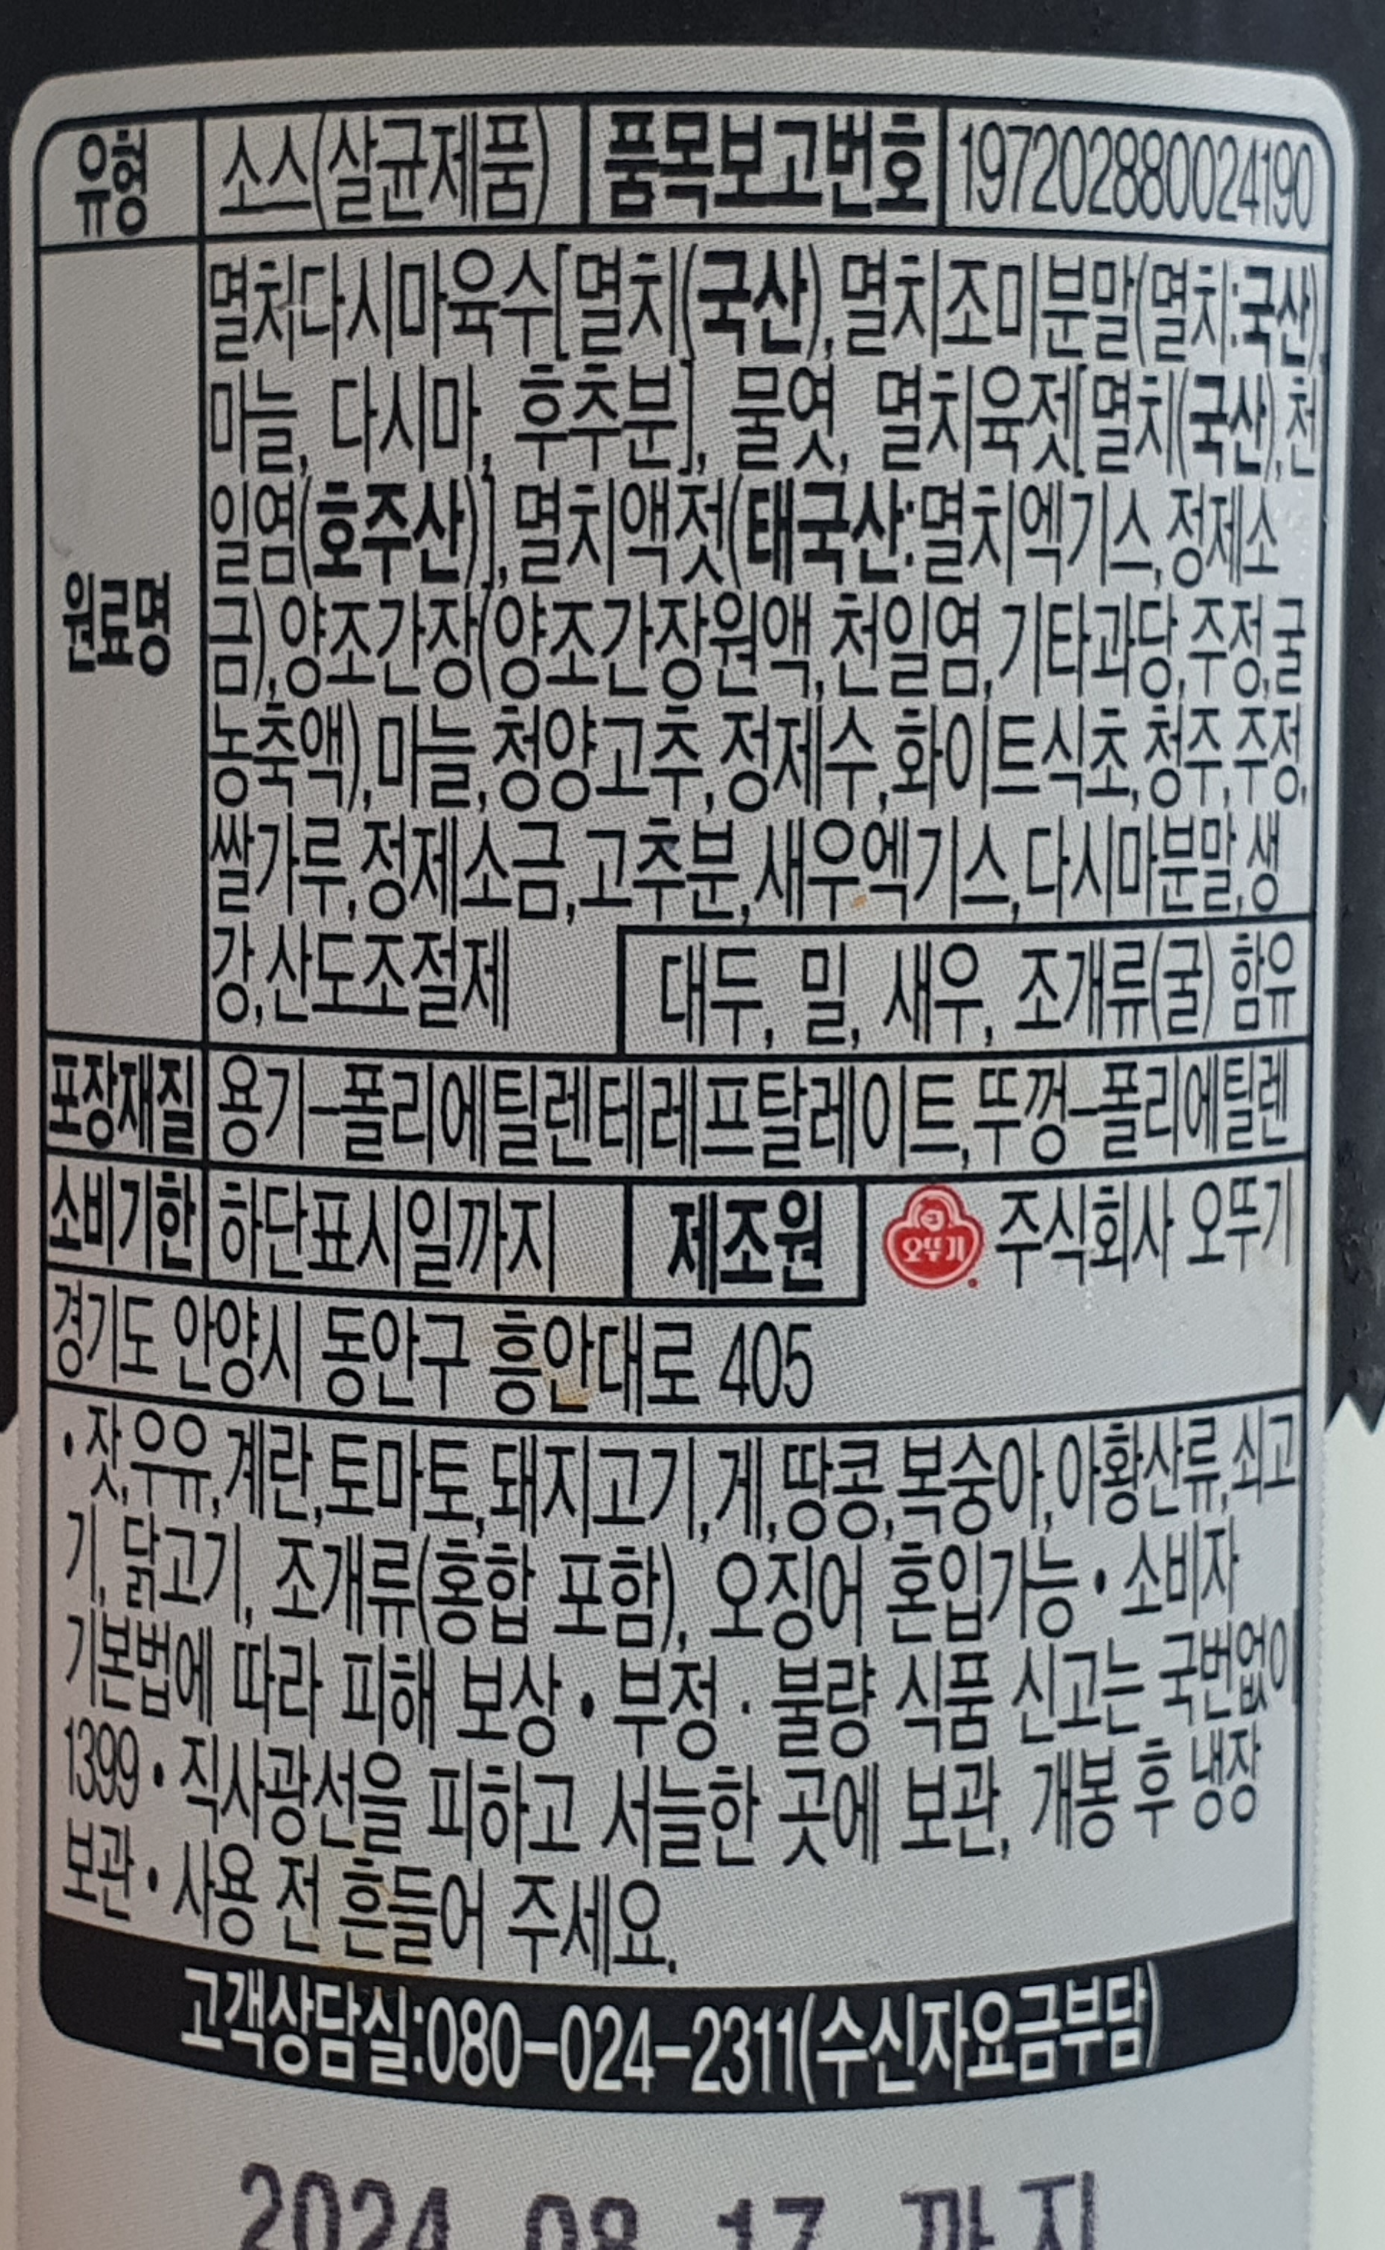 유형 소스(살균제품) 품목보고번호 197202880024190
원료명
멸치다시마육수[멸치(국산),멸치조미분말(멸치:국산),
마늘, 다시마, 후추분], 물엿, 멸치육젓[멸치(국산),천
일염(호주산)],멸치액젓(태국산:멸치엑기스,정제소
금),양조간장(양조간장원액,천일염,기타과당,주정,굴
농축액),마늘,청양고추,정제수,화이트식초,청주,주정,
쌀가루,정제소금,고추분,새우엑기스,다시마분말,생
강,산도조절제
대두, 밀, 새우, 조개류(굴) 함유
포장재질 용기-폴리에틸렌테레프탈레이트,뚜껑-폴리에틸렌
소비기한 하단표시일까지 제조원 오뚜기 주식회사 오뚜기
경기도 안양시 동안구 흥안대로 405
•잣,우유,계란,토마토,돼지고기,게,땅콩,복숭아,아황산류,쇠고
기, 닭고기, 조개류(홍합 포함), 오징어 혼입가능•소비자
기본법에 따라 피해 보상•부정·불량 식품 신고는 국번없이
1399•직사광선을 피하고 서늘한 곳에 보관, 개봉 후 냉장
보관•사용 전 흔들어 주세요.
고객상담실:080-024-2311(수신자요금부담)
2024 08 17 까지